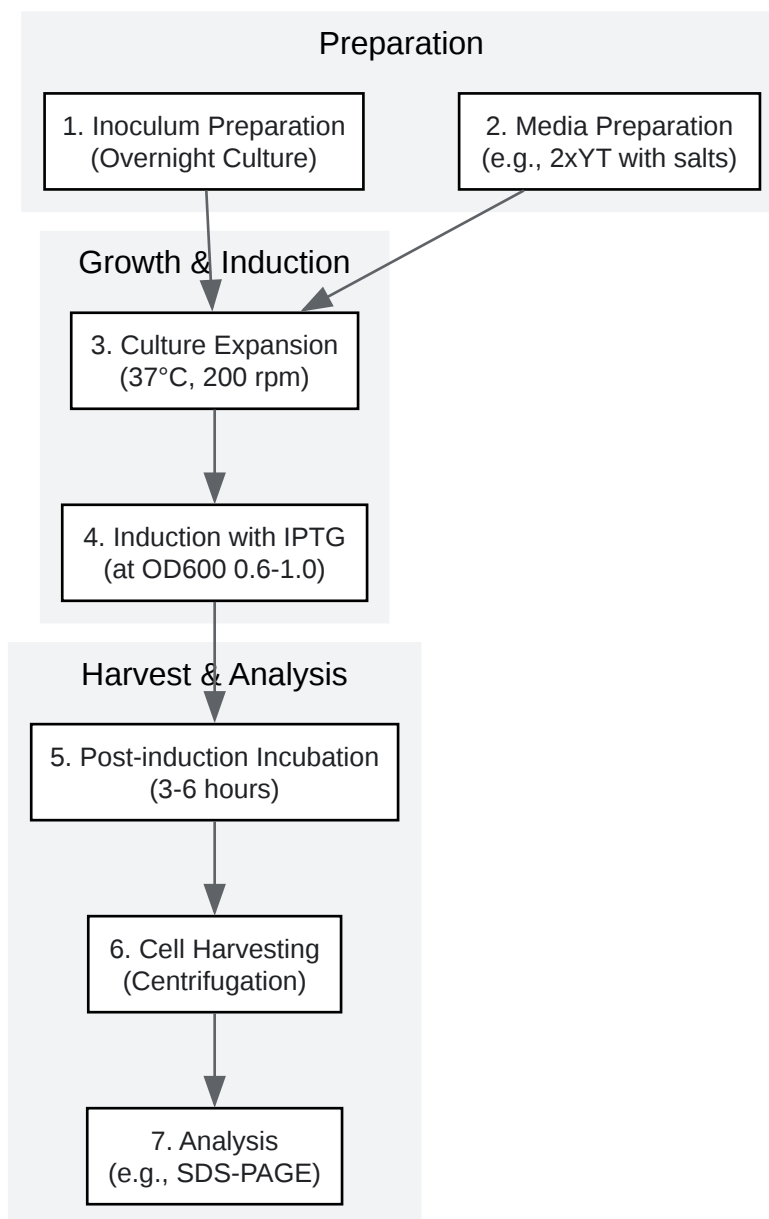 Preparation
1. Inoculum Preparation
(Overnight Culture)
2. Media Preparation
(e.g., 2xYT with salts)
Growth & Induction
3. Culture Expansion
(37°C, 200 rpm)
4. Induction with IPTG
(at OD600 0.6-1.0)
Harvest & Analysis
5. Post-induction Incubation
(3-6 hours)
6. Cell Harvesting
(Centrifugation)
7. Analysis
(e.g., SDS-PAGE)